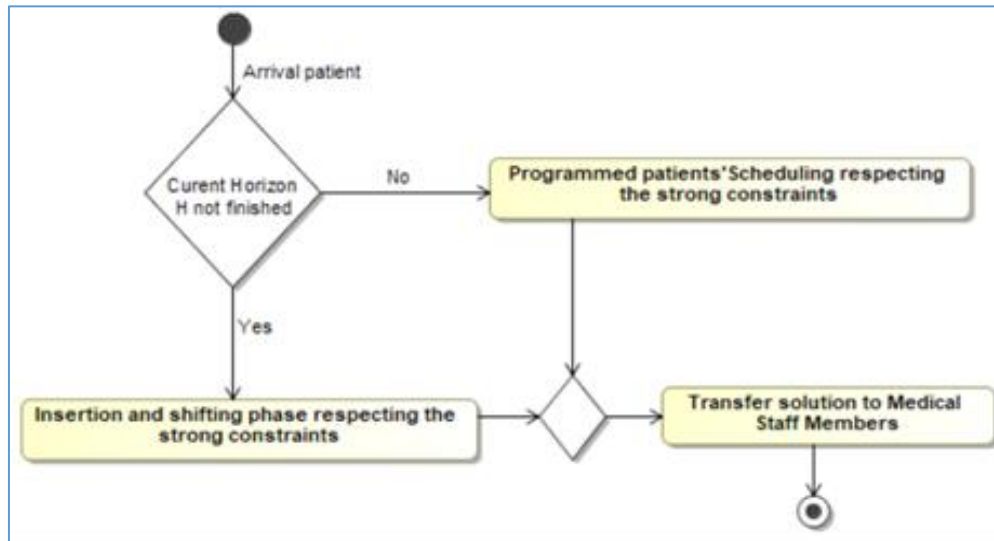 Arrival patient
Curent Horizon
H not finished
No
Programmed patients'Scheduling respecting
the strong constraints
Yes
Insertion and shifting phase respecting the
strong constraints
Transfer solution to Medical
Staff Members